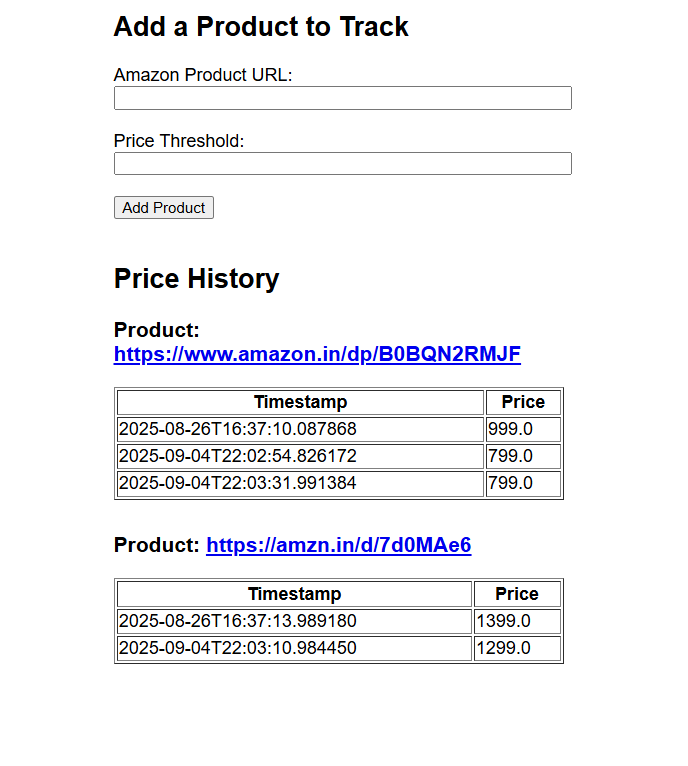 Add a Product to Track
Amazon Product URL:
Price Threshold:
Add Product
Price History
Product:
https://www.amazon.in/dp/B0BQN2RMJF
Timestamp Price
2025-08-26T16:37:10.087868 999.0
2025-09-04T22:02:54.826172 799.0
2025-09-04T22:03:31.991384 799.0
Product: https://amzn.in/d/7d0MAe6
Timestamp Price
2025-08-26T16:37:13.989180 1399.0
2025-09-04T22:03:10.984450 1299.0